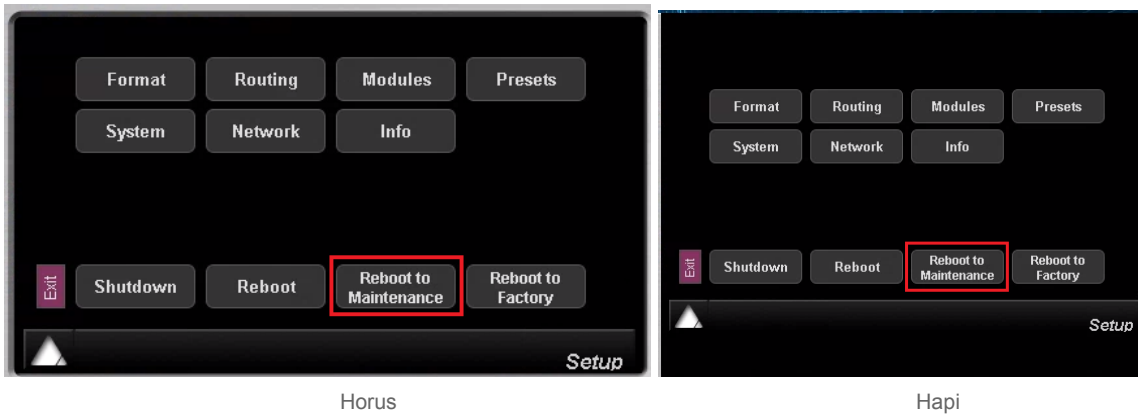 Format Routing Modules Presets
System Network Info
Exit Shutdown Reboot Reboot to Maintenance Reboot to Factory
Setup
Horus
Format Routing Modules Presets
System Network Info
Exit Shutdown Reboot Reboot to Maintenance Reboot to Factory
Setup
Hapi